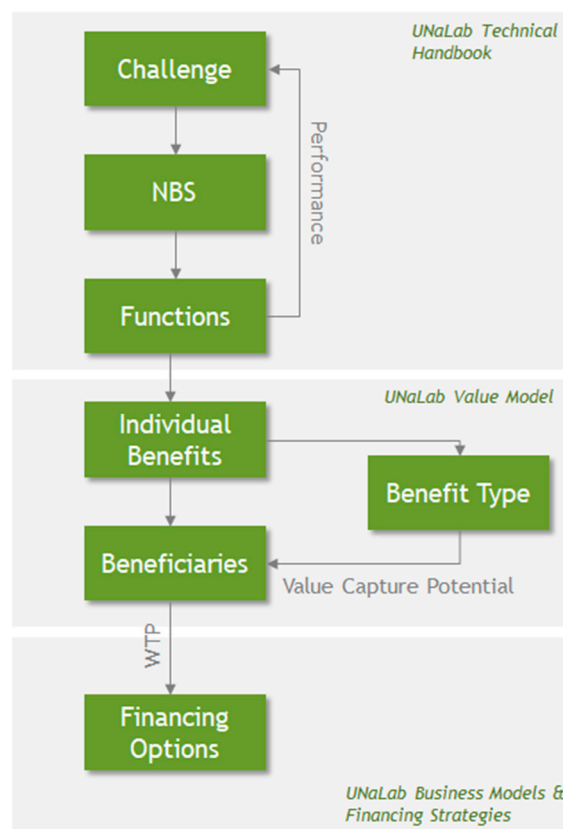 UNaLab Technical
Handbook
Challenge
Performance
NBS
Functions
UNaLab Value Model
Individual
Benefits
Benefit Type
Beneficiaries
Value Capture Potential
WTP
Financing
Options
UNaLab Business Models &
Financing Strategies